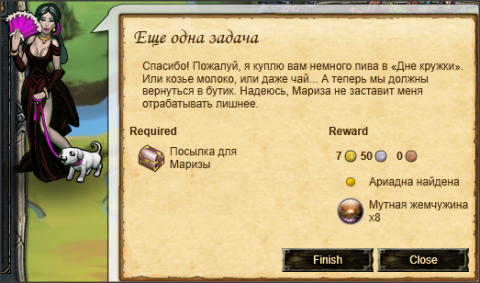 Еще одна задача
Спасибо! Пожалуй, я куплю вам немного пива в «Дне кружки».
Или козье молоко, или даже чай... А теперь мы должны
вернуться в бутик. Надеюсь, Мариза не заставит меня
отрабатывать лишнее.
Required
Reward
Посылка для
Маризы
7 50 0
Ариадна найдена
Мутная жемчужина
x8
Finish
Close